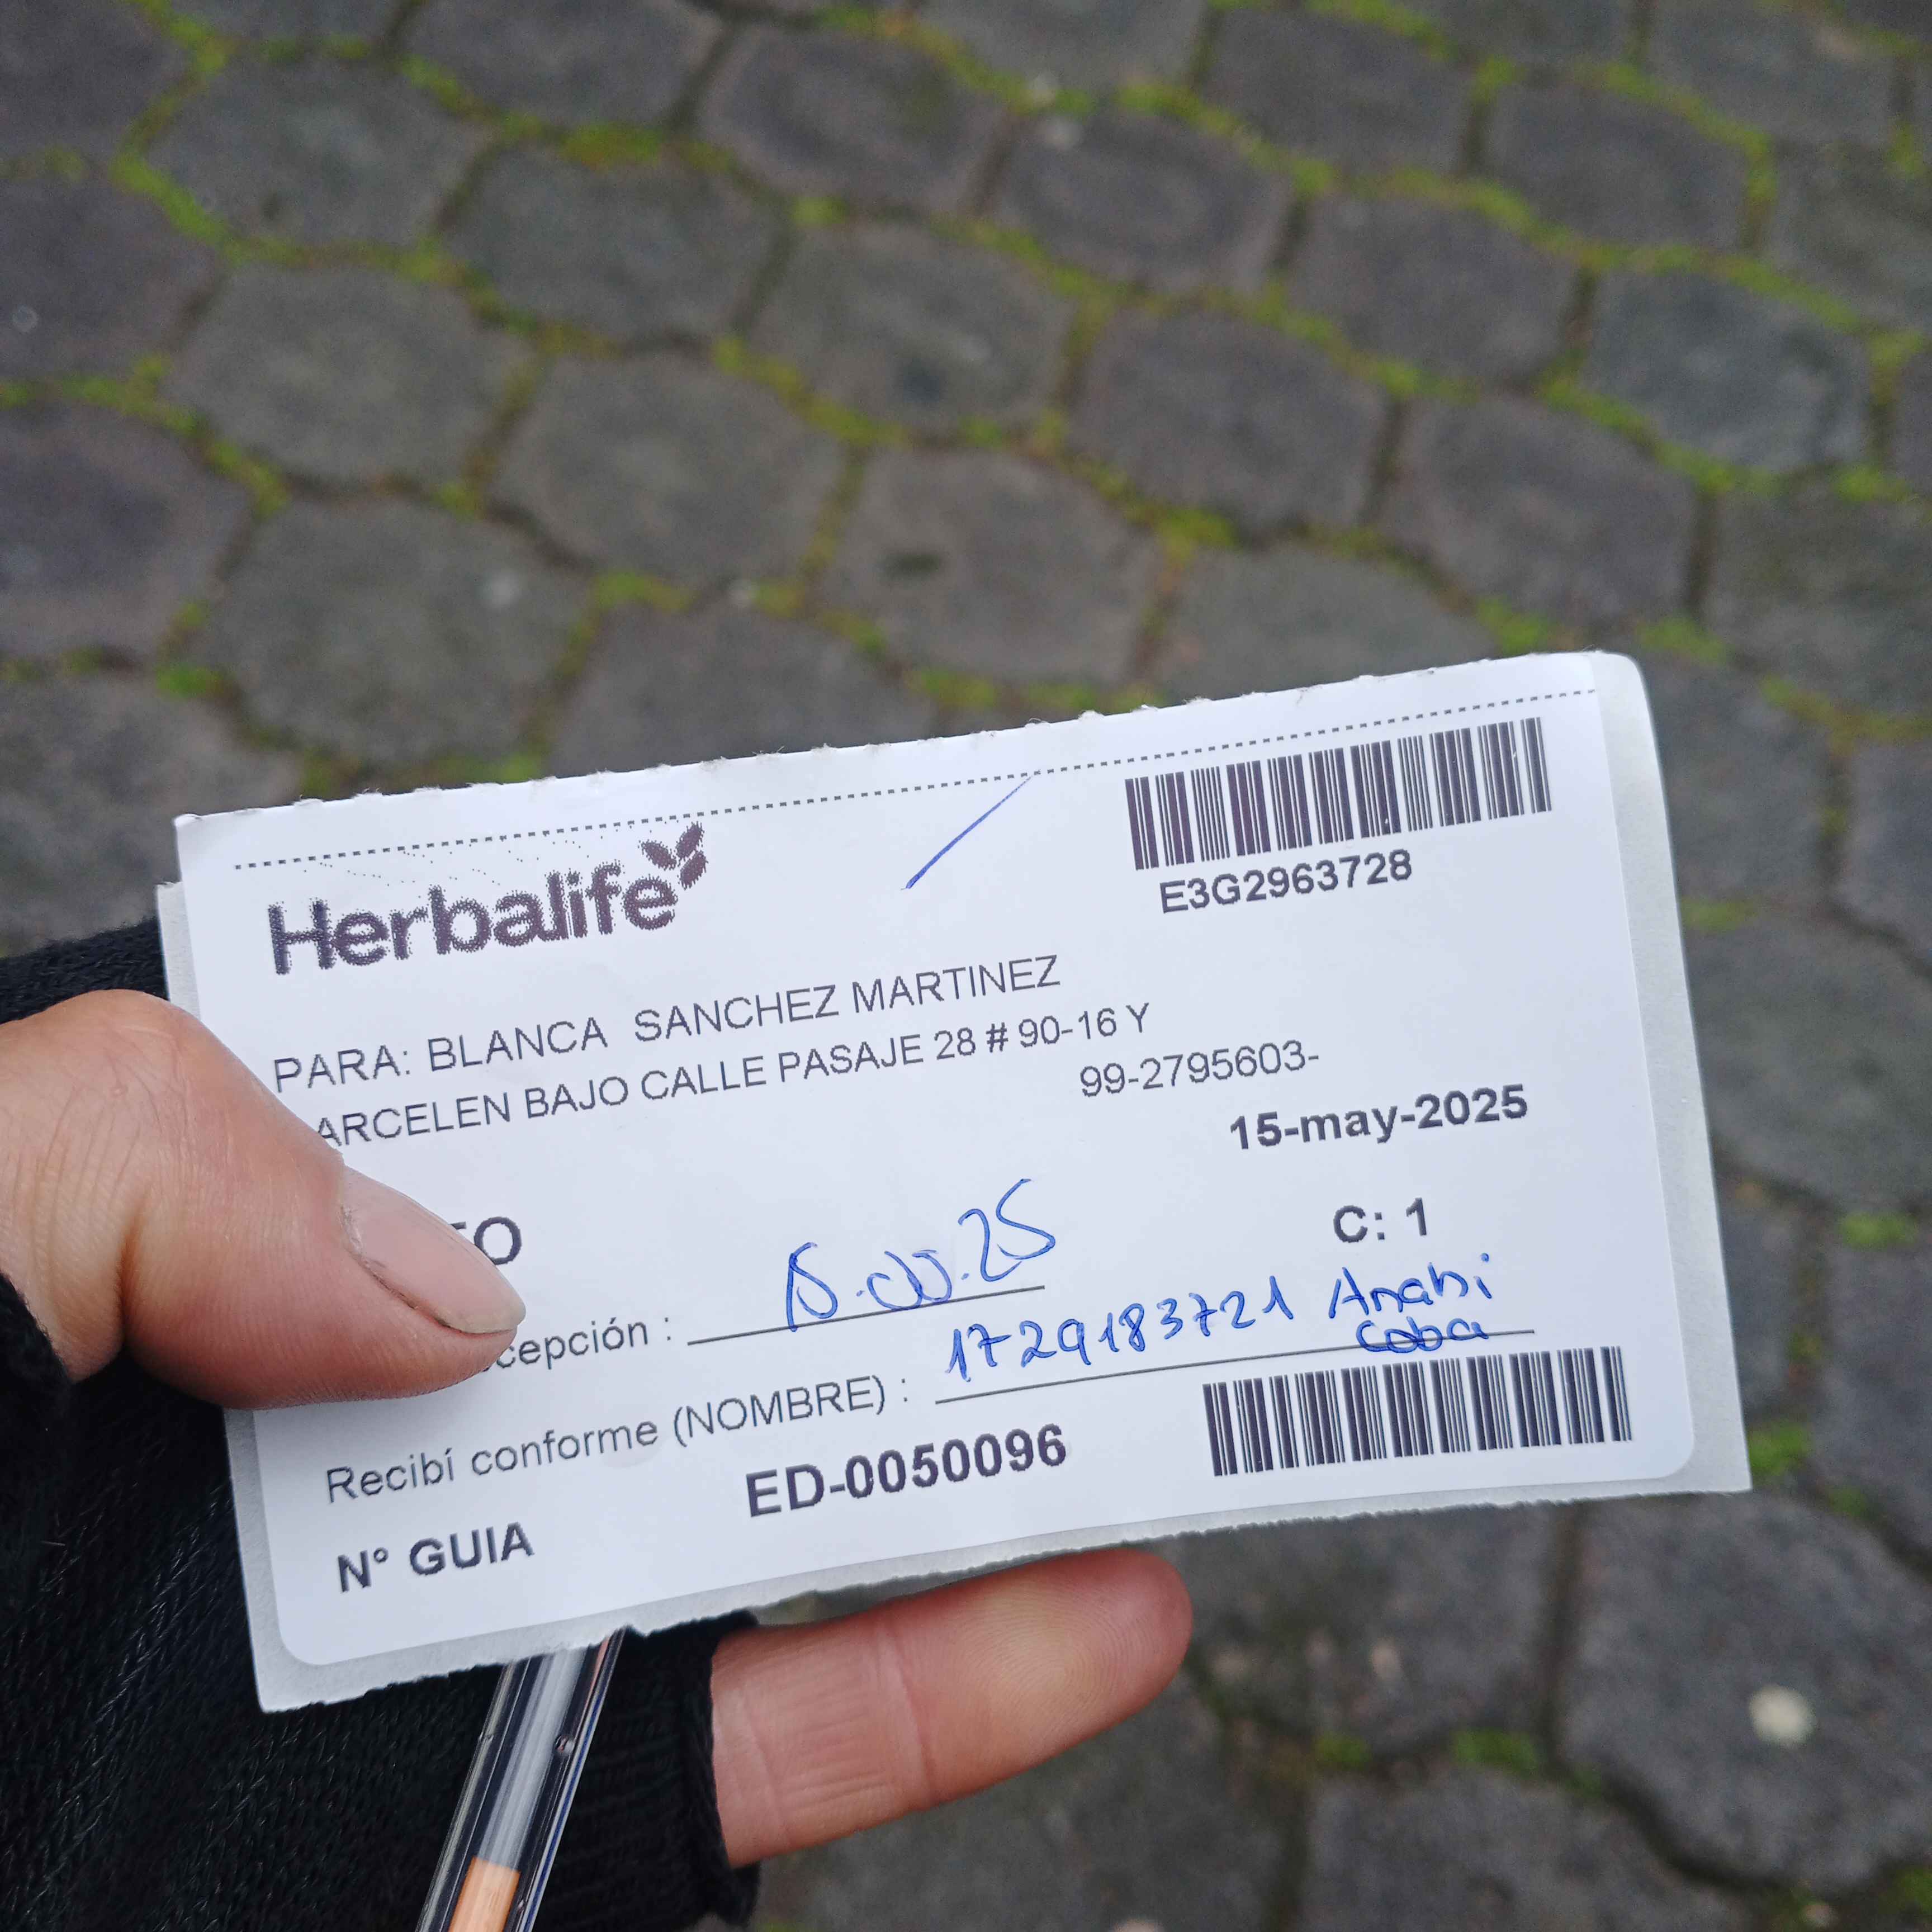 Herbalife
E3G2963728
PARA: BLANCA SANCHEZ MARTINEZ
ARCELEN BAJO CALLE PASAJE 28 # 90-16 Y
99-2795603-
15-may-2025
O
C: 1
cepción :
1729183721 Anahi
Coba
Recibí conforme (NOMBRE) :
N° GUIA ED-0050096